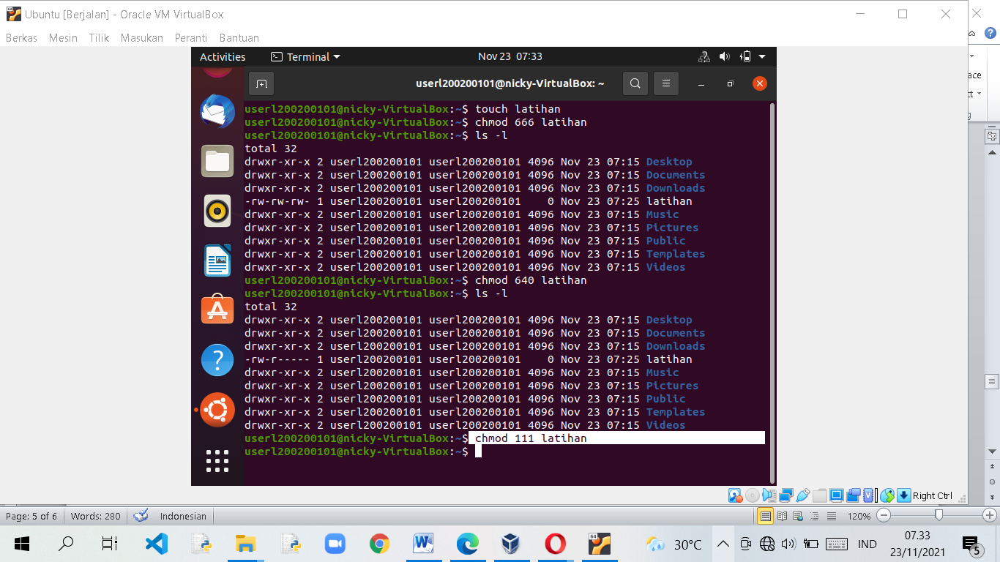 Ubuntu [Berjalan] - Oracle VM VirtualBox
Berkas Mesin Tilik Masukan Peranti Bantuan
Activities Terminal Nov 23 07:33
userl200200101@nicky-VirtualBox: ~
userl200200101@nicky-VirtualBox:~$ touch latihan
userl200200101@nicky-VirtualBox:~$ chmod 666 latihan
userl200200101@nicky-VirtualBox:~$ ls -l
total 32
drwxr-xr-x 2 userl200200101 userl200200101 4096 Nov 23 07:15 Desktop
drwxr-xr-x 2 userl200200101 userl200200101 4096 Nov 23 07:15 Documents
drwxr-xr-x 2 userl200200101 userl200200101 4096 Nov 23 07:15 Downloads
-rw-rw-rw- 1 userl200200101 userl200200101    0 Nov 23 07:25 latihan
drwxr-xr-x 2 userl200200101 userl200200101 4096 Nov 23 07:15 Music
drwxr-xr-x 2 userl200200101 userl200200101 4096 Nov 23 07:15 Pictures
drwxr-xr-x 2 userl200200101 userl200200101 4096 Nov 23 07:15 Public
drwxr-xr-x 2 userl200200101 userl200200101 4096 Nov 23 07:15 Templates
drwxr-xr-x 2 userl200200101 userl200200101 4096 Nov 23 07:15 Videos
userl200200101@nicky-VirtualBox:~$ chmod 640 latihan
userl200200101@nicky-VirtualBox:~$ ls -l
total 32
drwxr-xr-x 2 userl200200101 userl200200101 4096 Nov 23 07:15 Desktop
drwxr-xr-x 2 userl200200101 userl200200101 4096 Nov 23 07:15 Documents
drwxr-xr-x 2 userl200200101 userl200200101 4096 Nov 23 07:15 Downloads
-rw-r----- 1 userl200200101 userl200200101    0 Nov 23 07:25 latihan
drwxr-xr-x 2 userl200200101 userl200200101 4096 Nov 23 07:15 Music
drwxr-xr-x 2 userl200200101 userl200200101 4096 Nov 23 07:15 Pictures
drwxr-xr-x 2 userl200200101 userl200200101 4096 Nov 23 07:15 Public
drwxr-xr-x 2 userl200200101 userl200200101 4096 Nov 23 07:15 Templates
drwxr-xr-x 2 userl200200101 userl200200101 4096 Nov 23 07:15 Videos
userl200200101@nicky-VirtualBox:~$ chmod 111 latihan
userl200200101@nicky-VirtualBox:~$
Right Ctrl
Page: 5 of 6 Words: 280 Indonesian 120%
30°C IND 07.33
23/11/2021 5